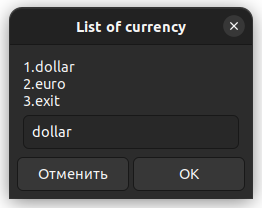 List of currency
1.dollar
2.euro
3.exit
dollar
Отменить
OK